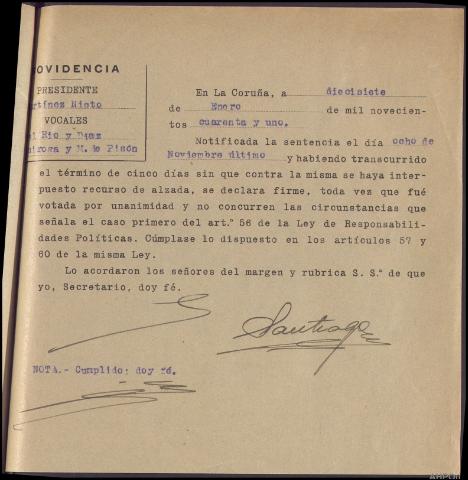 OVIDENCIA
PRESIDENTE
rtínez Nieto
VOCALES
l Rio y Díaz
iroga y M. de Pisón
En La Coruña, a diecisiete
de Enero de mil novecien-
tos cuarenta y uno.
Notificada la sentencia el día ocho de
Noviembre último y habiendo transcurrido
el término de cinco días sin que contra la misma se haya inter-
puesto recurso de alzada, se declara firme, toda vez que fué
votada por unanimidad y no concurren las circunstancias que
señala el caso primero del art.º 56 de la Ley de Responsabili-
dades Políticas. Cúmplase lo dispuesto en los artículos 57 y
60 de la misma Ley.
Lo acordaron los señores del margen y rubrica S. S.ª de que
yo, Secretario, doy fé.
Santiago
NOTA.- Cumplido; doy fé.